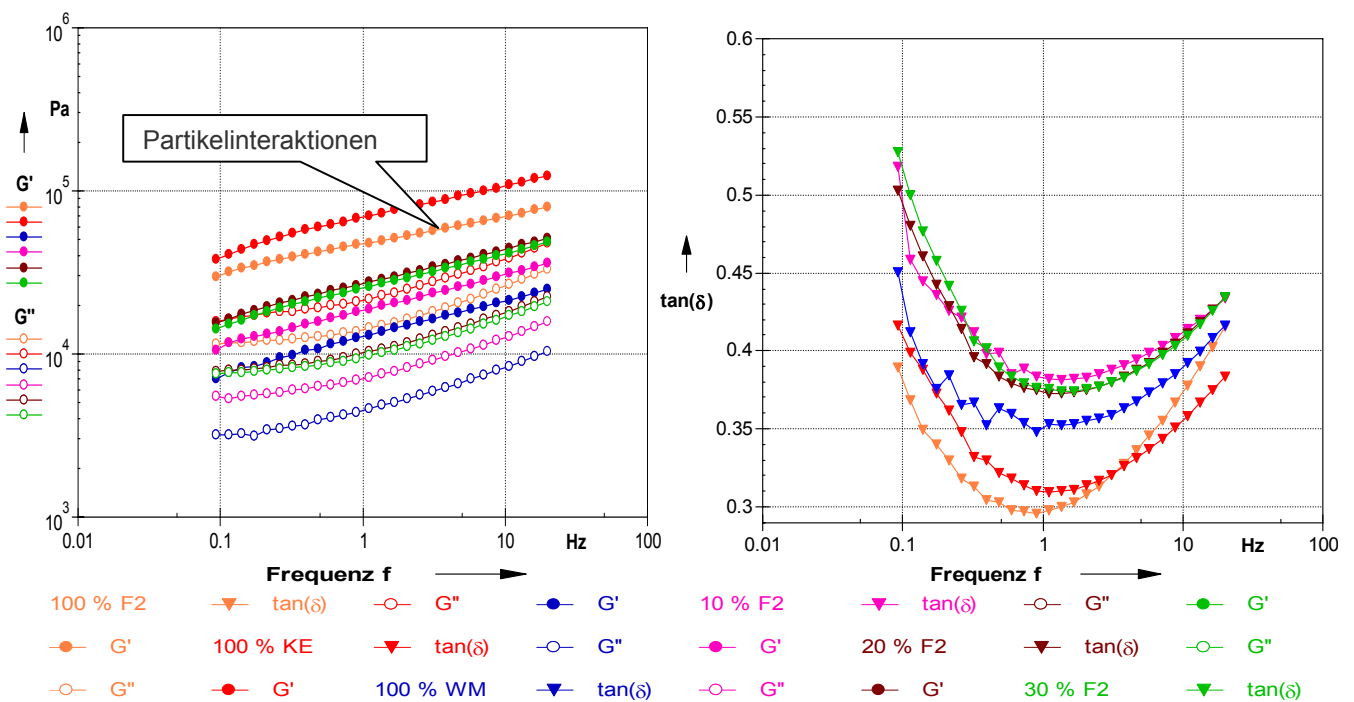 10^6
Pa
Partikelinteraktionen
10^5
G'
G"
10^4
10^3
0.01 0.1 1 10 Hz 100
Frequenz f
0.6
0.55
0.5
0.45
tan(δ)
0.4
0.35
0.3
0.01 0.1 1 10 Hz 100
Frequenz f
100 % F2 tan(δ) G" G' 10 % F2 tan(δ) G" G'
G' 100 % KE tan(δ) G" G' 20 % F2 tan(δ) G"
G" G' 100 % WM tan(δ) G" G' 30 % F2 tan(δ)